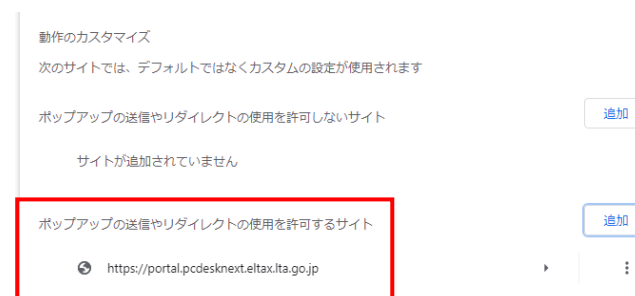 動作のカスタマイズ
次のサイトでは、デフォルトではなくカスタムの設定が使用されます
ポップアップの送信やリダイレクトの使用を許可しないサイト
追加
サイトが追加されていません
ポップアップの送信やリダイレクトの使用を許可するサイト
追加
https://portal.pcdesknext.eltax.lta.go.jp